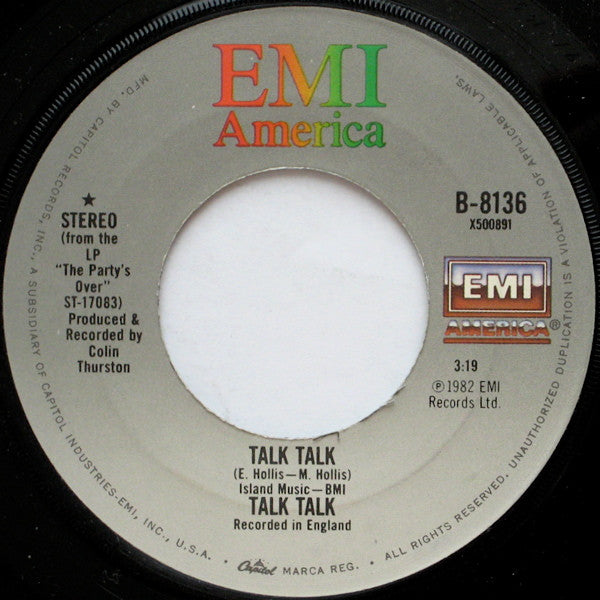 EMI
America
★
STEREO
(from the
LP
"The Party's
Over"
ST-17083)
Produced &
Recorded by
Colin
Thurston
B-8136
X500891
EMI
AMERICA®
3:19
℗1982 EMI
Records Ltd.
TALK TALK
(E. Hollis—M. Hollis)
Island Music—BMI
TALK TALK
Recorded in England
MFD. BY CAPITOL RECORDS, INC., A SUBSIDIARY OF CAPITOL INDUSTRIES-EMI, INC., U.S.A. • Capitol MARCA REG. • ALL RIGHTS RESERVED. UNAUTHORIZED DUPLICATION IS A VIOLATION OF APPLICABLE LAWS.